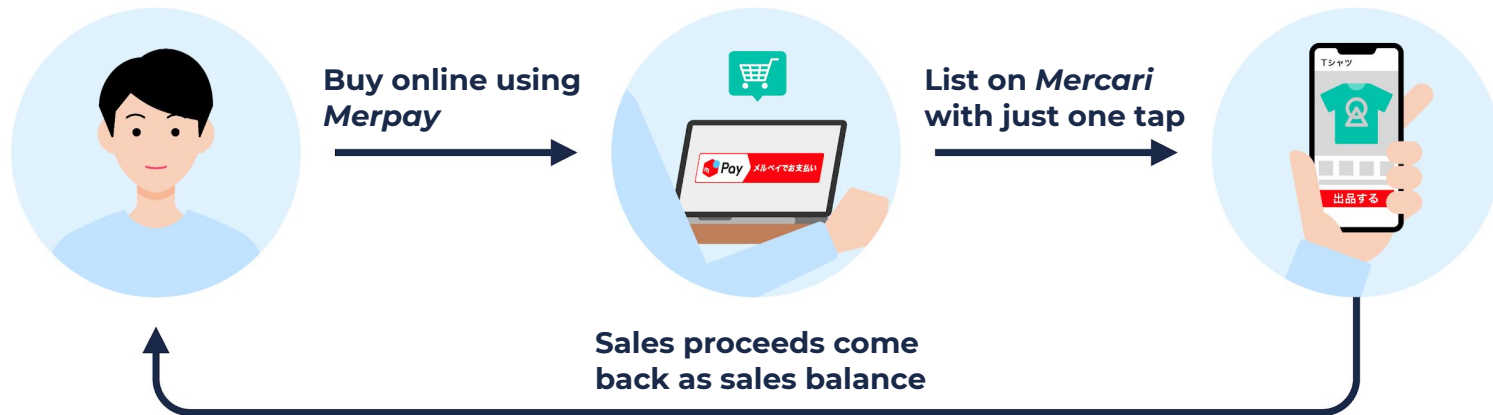 Buy online using
Merpay
List on Mercari
with just one tap
Tシャツ
Pay メルペイでお支払い
出品する
Sales proceeds come
back as sales balance